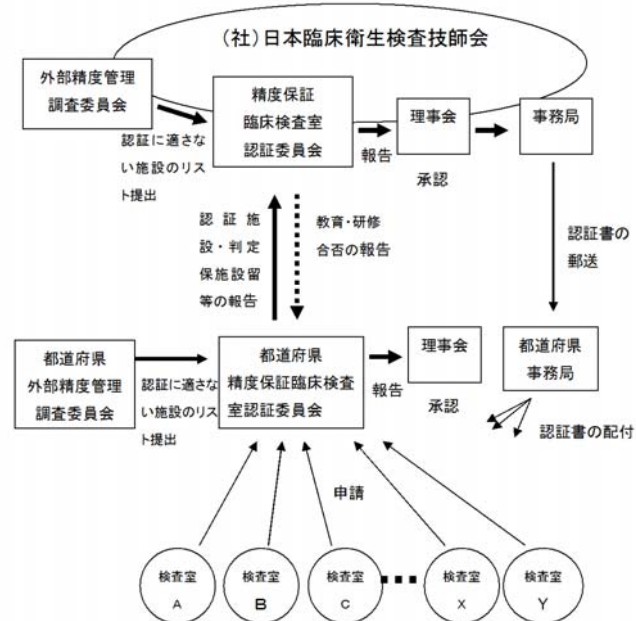 (社)日本臨床衛生検査技師会
外部精度管理
調査委員会
精度保証
臨床検査室
認証委員会
理事会
事務局
認証に適さな
い施設のリス
ト提出
報告
承認
認証施
設・判定
保施設留
等の報告
教育・研修
合否の報告
認証書の
郵送
都道府県
外部精度管理
調査委員会
認証に適さな
い施設のリス
ト提出
都道府県
精度保証臨床検査
室認証委員会
報告
理事会
承認
都道府県
事務局
認証書の配付
申請
検査室
A
検査室
B
検査室
C
検査室
X
検査室
Y